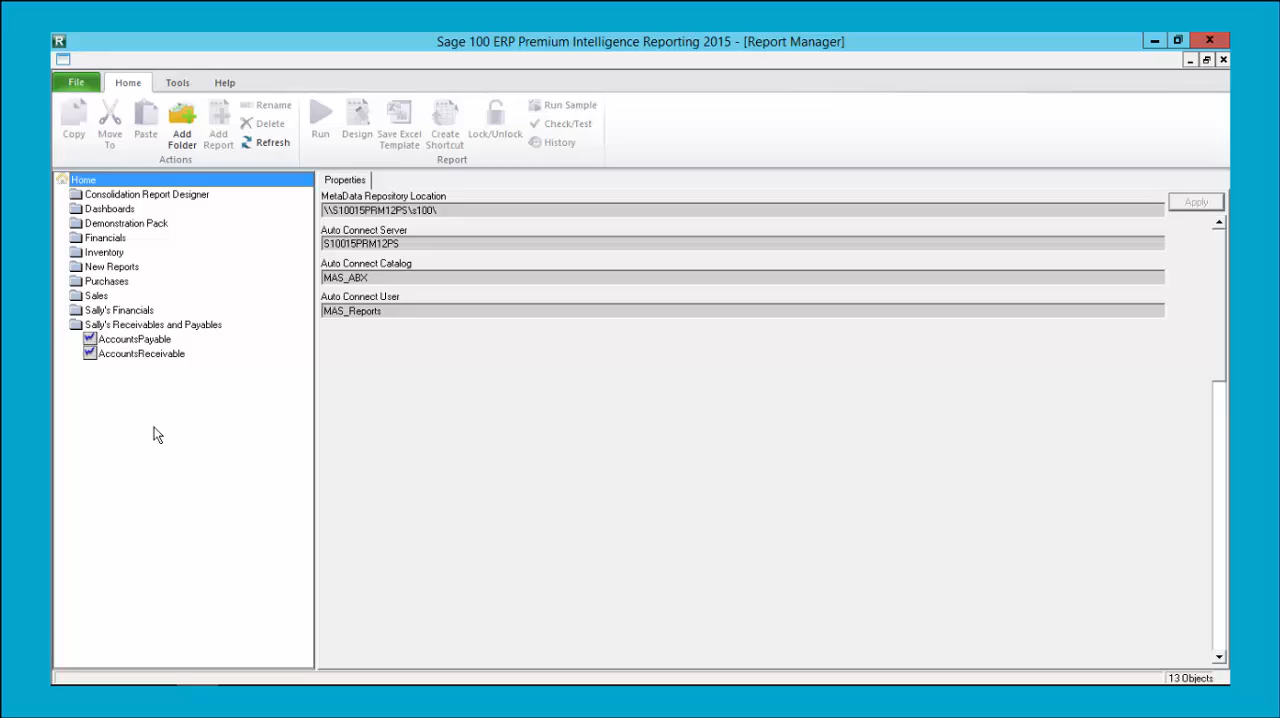 R
Sage 100 ERP Premium Intelligence Reporting 2015 - [Report Manager]
File
Home
Tools
Help
Copy
Move To
Paste
Add Folder
Add Report
Rename
Delete
Refresh
Actions
Run
Design
Save Excel Template
Create Shortcut
Lock/Unlock
Run Sample
Check/Test
History
Report
Home
Consolidation Report Designer
Dashboards
Demonstration Pack
Financials
Inventory
New Reports
Purchases
Sales
Sally's Financials
Sally's Receivables and Payables
AccountsPayable
AccountsReceivable
Properties
MetaData Repository Location
\\S10015PRM12PS\s100\
Apply
Auto Connect Server
S10015PRM12PS
Auto Connect Catalog
MAS_ABX
Auto Connect User
MAS_Reports
13 Objects